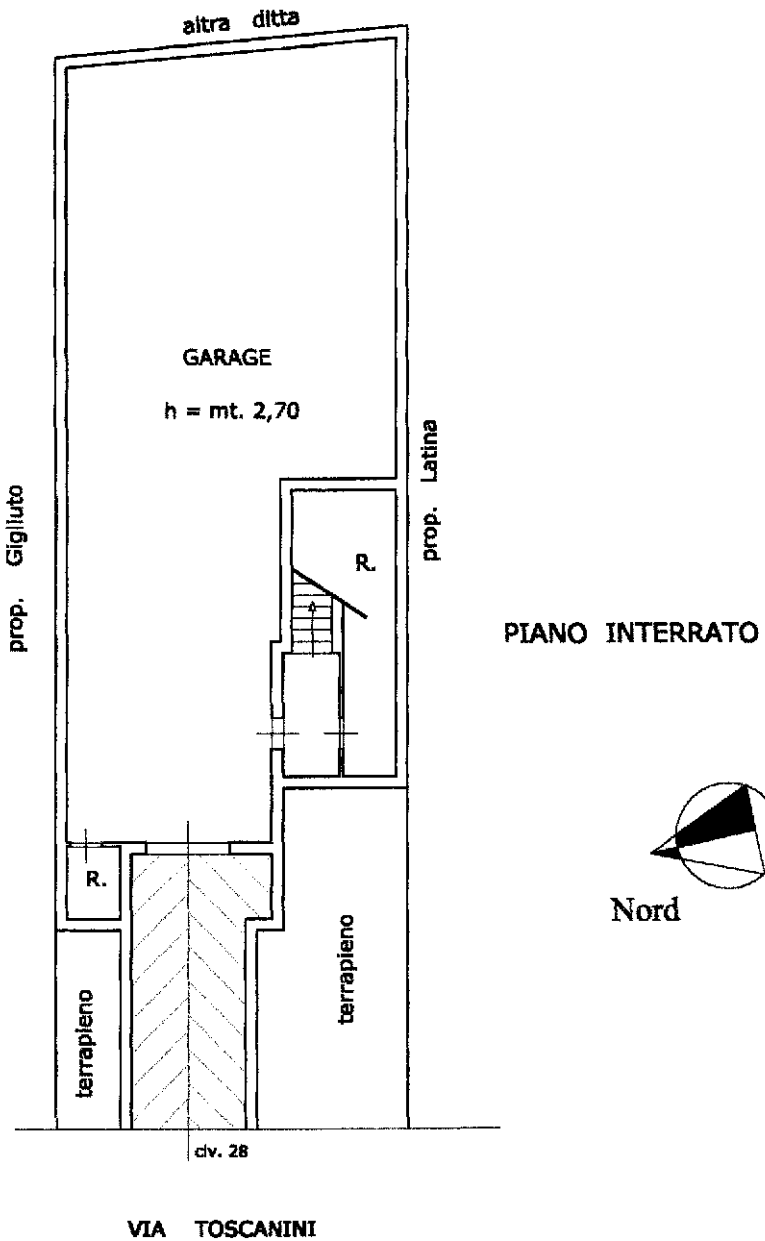 altra ditta
GARAGE
h = mt. 2,70
prop. Gigliuto
prop. Latina
R.
PIANO INTERRATO
R.
Nord
terrapieno
terrapieno
civ. 28
VIA TOSCANINI